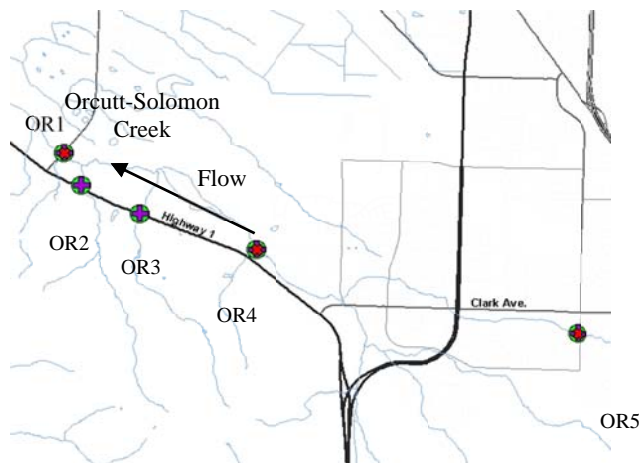 Orcutt-Solomon
Creek
OR1
Flow
Highway 1
OR2
OR3
OR4
Clark Ave.
OR5